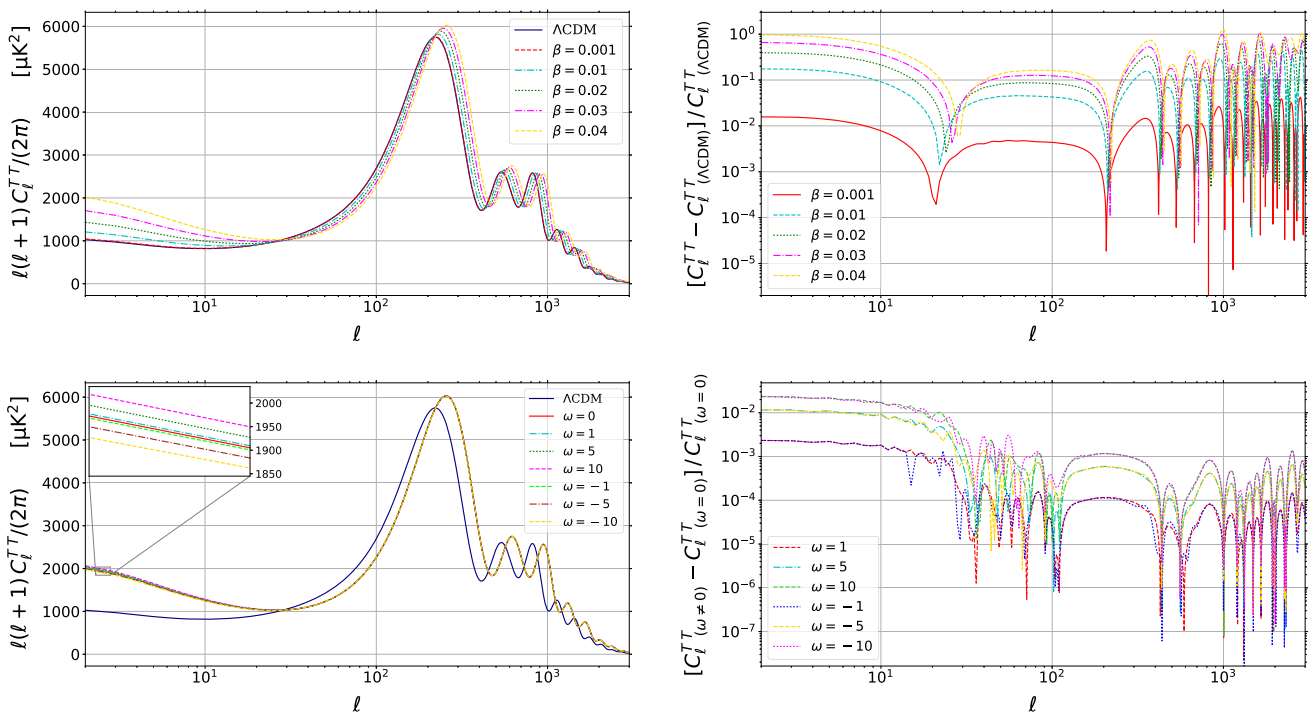 ℓ(ℓ + 1) C_ℓ^{TT}/(2π) [μK²]
6000
5000
4000
3000
2000
1000
0
10¹
10²
10³
ℓ
ΛCDM
β = 0.001
β = 0.01
β = 0.02
β = 0.03
β = 0.04
[C_ℓ^{TT} − C_ℓ^{TT}_{(ΛCDM)}]/C_ℓ^{TT}_{(ΛCDM)}
10⁰
10⁻¹
10⁻²
10⁻³
10⁻⁴
10⁻⁵
10¹
10²
10³
ℓ
β = 0.001
β = 0.01
β = 0.02
β = 0.03
β = 0.04
ℓ(ℓ + 1) C_ℓ^{TT}/(2π) [μK²]
6000
5000
4000
3000
2000
1000
0
10¹
10²
10³
ℓ
2000
1950
1900
1850
ΛCDM
ω = 0
ω = 1
ω = 5
ω = 10
ω = −1
ω = −5
ω = −10
[C_ℓ^{TT}_{(ω≠0)} − C_ℓ^{TT}_{(ω=0)}]/C_ℓ^{TT}_{(ω=0)}
10⁻²
10⁻³
10⁻⁴
10⁻⁵
10⁻⁶
10⁻⁷
10¹
10²
10³
ℓ
ω = 1
ω = 5
ω = 10
ω = −1
ω = −5
ω = −10